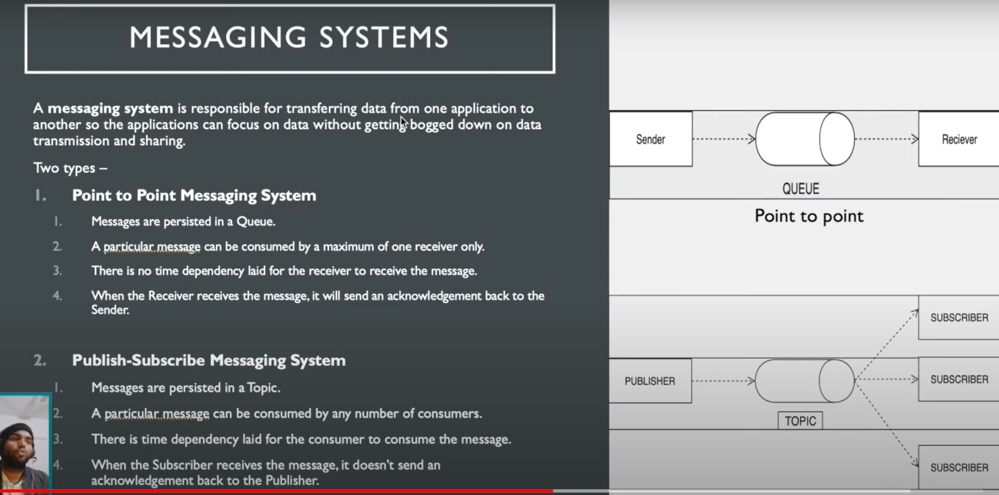 MESSAGING SYSTEMS
A messaging system is responsible for transferring data from one application to
another so the applications can focus on data without getting bogged down on data
transmission and sharing.
Two types –
1. Point to Point Messaging System
1. Messages are persisted in a Queue.
2. A particular message can be consumed by a maximum of one receiver only.
3. There is no time dependency laid for the receiver to receive the message.
4. When the Receiver receives the message, it will send an acknowledgement back to the
Sender.
2. Publish-Subscribe Messaging System
1. Messages are persisted in a Topic.
2. A particular message can be consumed by any number of consumers.
3. There is time dependency laid for the consumer to consume the message.
4. When the Subscriber receives the message, it doesn't send an
acknowledgement back to the Publisher.
Sender
Reciever
QUEUE
Point to point
SUBSCRIBER
PUBLISHER
SUBSCRIBER
TOPIC
SUBSCRIBER